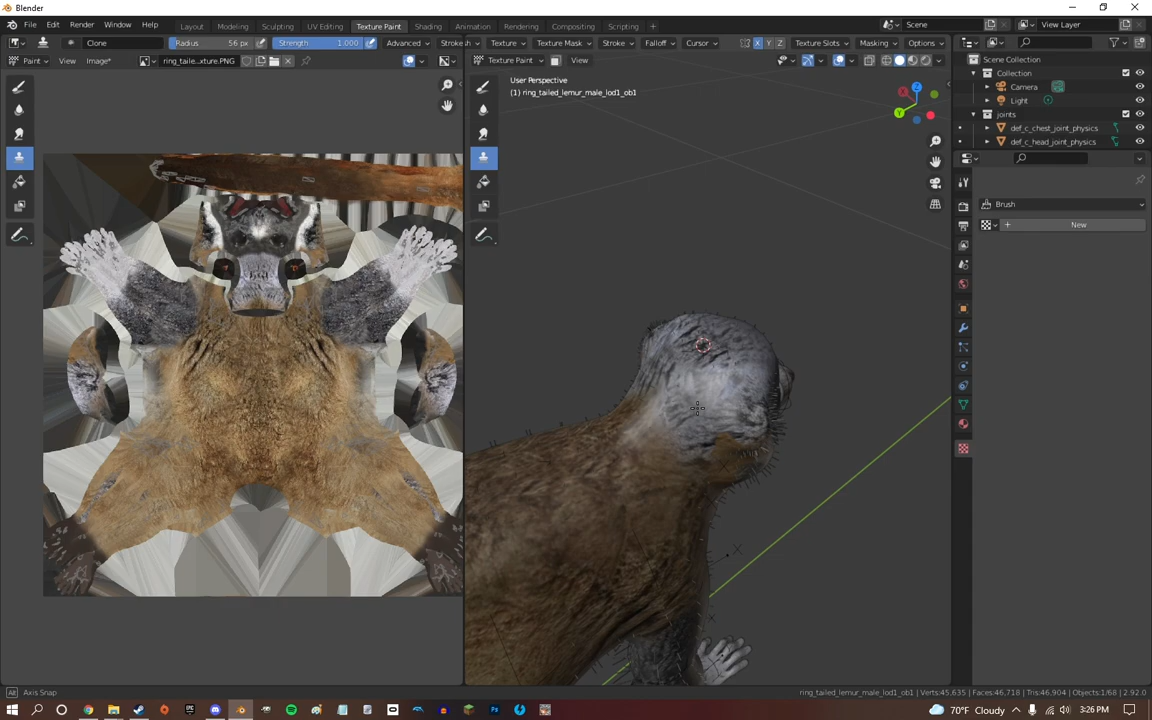 Blender
File Edit Render Window Help Layout Modeling Sculpting UV Editing Texture Paint Shading Animation Rendering Compositing Scripting + Scene View Layer
Clone Radius 56 px Strength 1.000 Advanced Stroke Texture Texture Mask Stroke Falloff Cursor X Y Z Texture Slots Masking Options
Paint View Image* ring_taile...xture.PNG Texture Paint View
User Perspective
(1) ring_tailed_lemur_male_lod1_ob1
Z
Y
Scene Collection
Collection
Camera
Light
joints
def_c_chest_joint_physics
def_c_head_joint_physics
Brush
+ New
Alt Axis Snap ring_tailed_lemur_male_lod1_ob1 | Verts:45,635 | Faces:46,718 | Tris:46,904 | Objects:1/68 | 2.92.0
70°F Cloudy 3:26 PM